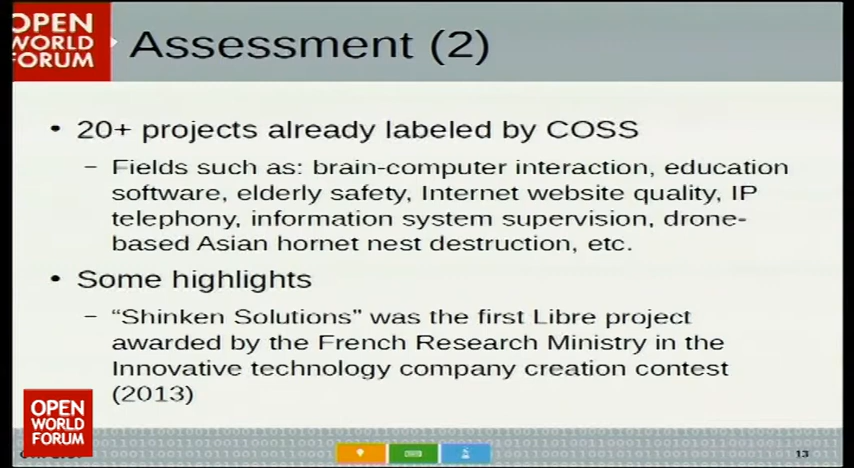 OPEN
WORLD
FORUM
Assessment (2)
• 20+ projects already labeled by COSS
– Fields such as: brain-computer interaction, education
software, elderly safety, Internet website quality, IP
telephony, information system supervision, drone-
based Asian hornet nest destruction, etc.
• Some highlights
– “Shinken Solutions” was the first Libre project
awarded by the French Research Ministry in the
Innovative technology company creation contest
(2013)
OPEN
WORLD
FORUM
13